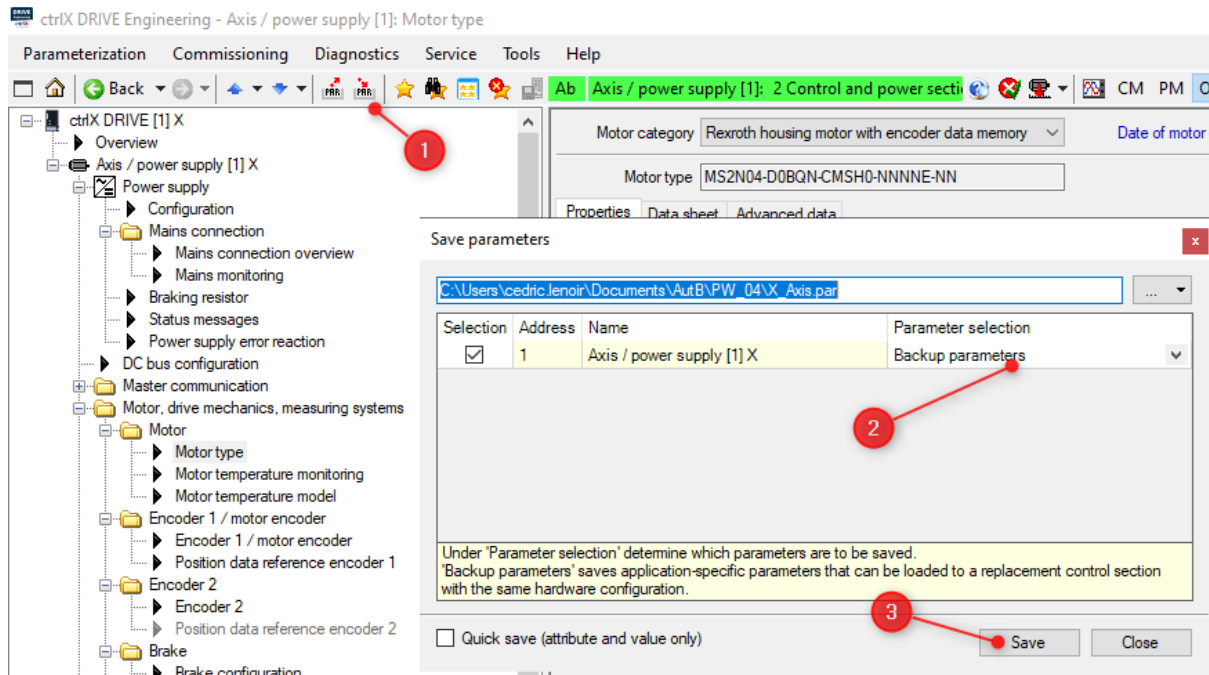 ctrlX DRIVE Engineering - Axis / power supply [1]: Motor type
Parameterization Commissioning Diagnostics Service Tools Help
Back PAR PAR Ab Axis / power supply [1]: 2 Control and power secti CM PM O
ctrlX DRIVE [1] X
Overview
Axis / power supply [1] X
Power supply
Configuration
Mains connection
Mains connection overview
Mains monitoring
Braking resistor
Status messages
Power supply error reaction
DC bus configuration
Master communication
Motor, drive mechanics, measuring systems
Motor
Motor type
Motor temperature monitoring
Motor temperature model
Encoder 1 / motor encoder
Encoder 1 / motor encoder
Position data reference encoder 1
Encoder 2
Encoder 2
Position data reference encoder 2
Brake
Brake configuration
1
Motor category Rexroth housing motor with encoder data memory Date of motor
Motor type MS2N04-D0BQN-CMSH0-NNNNE-NN
Properties Data sheet Advanced data
Save parameters x
C:\Users\cedric.lenoir\Documents\AutB\PW_04\X_Axis.par ...
Selection Address Name Parameter selection
1 Axis / power supply [1] X Backup parameters
2
Under 'Parameter selection' determine which parameters are to be saved.
'Backup parameters' saves application-specific parameters that can be loaded to a replacement control section
with the same hardware configuration.
3
Quick save (attribute and value only) Save Close